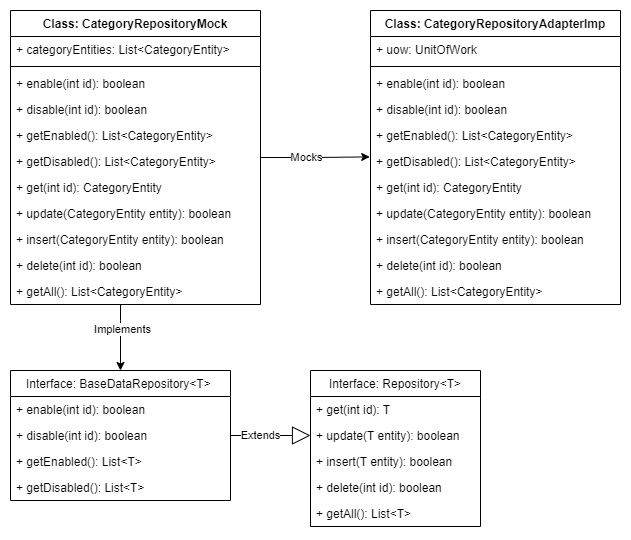 Class: CategoryRepositoryMock
+ categoryEntities: List<CategoryEntity>
+ enable(int id): boolean
+ disable(int id): boolean
+ getEnabled(): List<CategoryEntity>
+ getDisabled(): List<CategoryEntity>
+ get(int id): CategoryEntity
+ update(CategoryEntity entity): boolean
+ insert(CategoryEntity entity): boolean
+ delete(int id): boolean
+ getAll(): List<CategoryEntity>
Mocks
Class: CategoryRepositoryAdapterImp
+ uow: UnitOfWork
+ enable(int id): boolean
+ disable(int id): boolean
+ getEnabled(): List<CategoryEntity>
+ getDisabled(): List<CategoryEntity>
+ get(int id): CategoryEntity
+ update(CategoryEntity entity): boolean
+ insert(CategoryEntity entity): boolean
+ delete(int id): boolean
+ getAll(): List<CategoryEntity>
Implements
Interface: BaseDataRepository<T>
+ enable(int id): boolean
+ disable(int id): boolean
+ getEnabled(): List<T>
+ getDisabled(): List<T>
Extends
Interface: Repository<T>
+ get(int id): T
+ update(T entity): boolean
+ insert(T entity): boolean
+ delete(int id): boolean
+ getAll(): List<T>